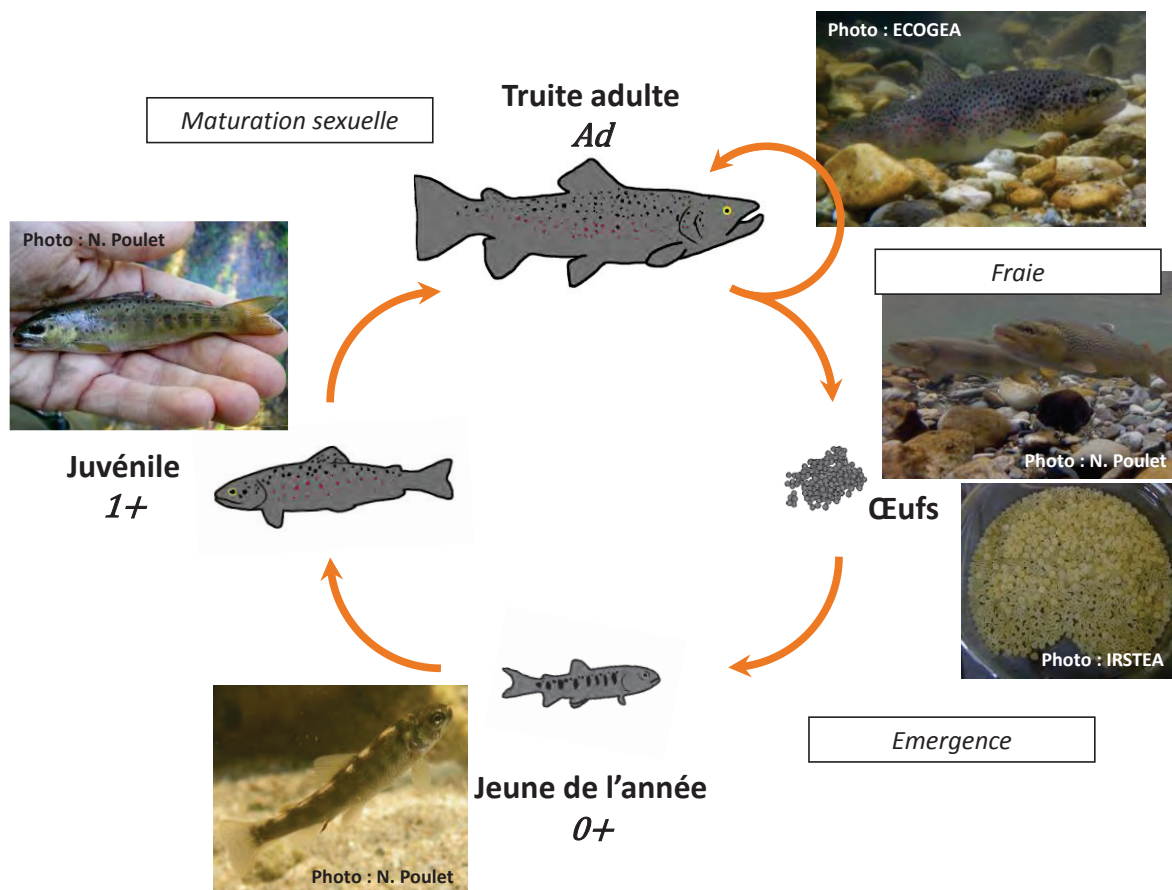 Photo : ECOGEA
Truite adulte
Ad
Maturation sexuelle
Photo : N. Poulet
Fraie
Photo : N. Poulet
Juvénile
1+
Œufs
Photo : IRSTEA
Emergence
Jeune de l'année
0+
Photo : N. Poulet